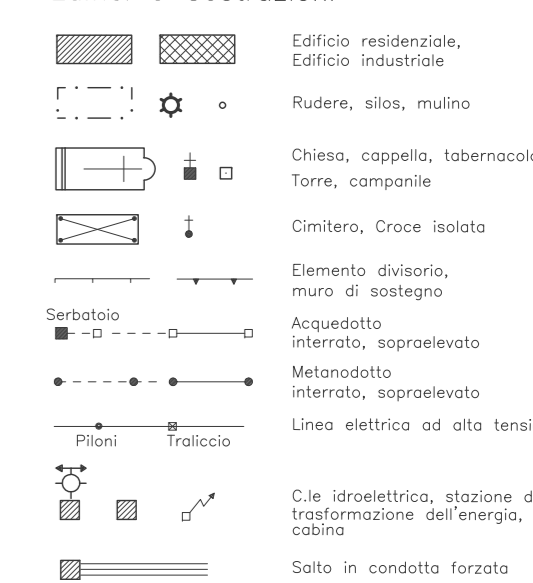 Edificio residenziale,
Edificio industriale
Rudere, silos, mulino
Chiesa, cappella,
Torre, campanile
Cimitero, Croce isolata
Elemento divisorio,
muro di sostegno
Serbatoio
Acquedotto
interrato, sopraelevato
Metanodotto
interrato, sopraelevato
Linea elettrica ad alta
Piloni Traliccio
C.le idroelettrica, stazione
trasformazione dell'energia,
cabina
Salto in condotta forzata